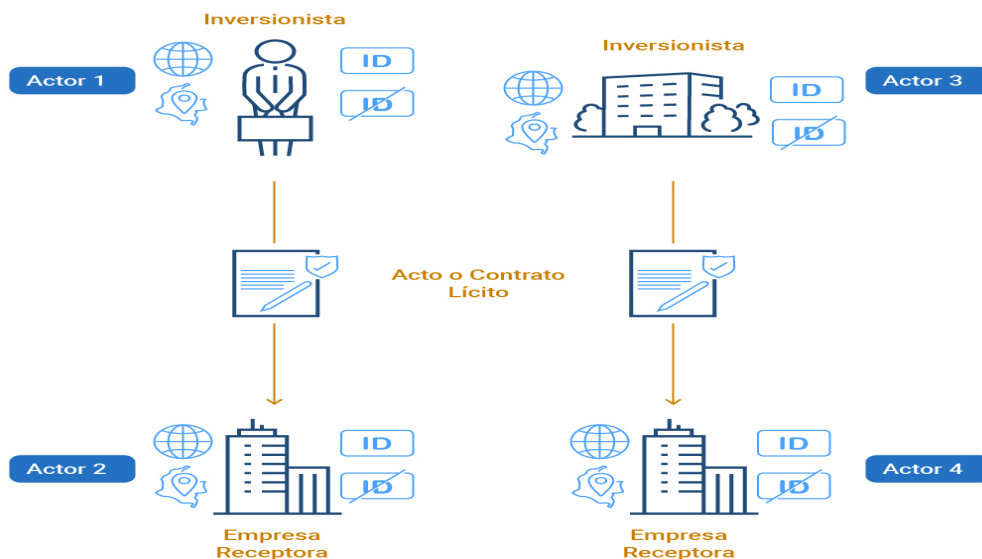 Inversionista
Actor 1
ID
ID
Inversionista
ID
Actor 3
ID
Acto o Contrato
Lícito
Actor 2
ID
ID
Empresa
Receptora
ID
Actor 4
ID
Empresa
Receptora